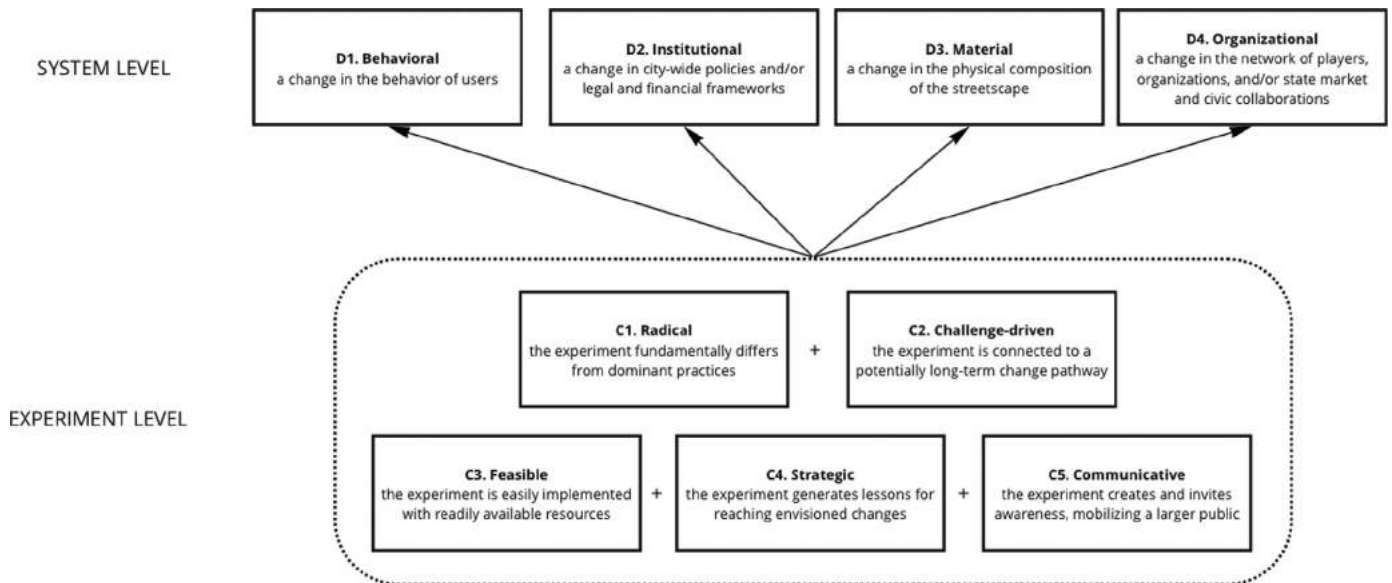 SYSTEM LEVEL
D1. Behavioral
a change in the behavior of users
D2. Institutional
a change in city-wide policies and/or
legal and financial frameworks
D3. Material
a change in the physical composition
of the streetscape
D4. Organizational
a change in the network of players,
organizations, and/or state market
and civic collaborations
EXPERIMENT LEVEL
C1. Radical
the experiment fundamentally differs
from dominant practices
+
C2. Challenge-driven
the experiment is connected to a
potentially long-term change pathway
C3. Feasible
the experiment is easily implemented
with readily available resources
+
C4. Strategic
the experiment generates lessons for
reaching envisioned changes
+
C5. Communicative
the experiment creates and invites
awareness, mobilizing a larger public